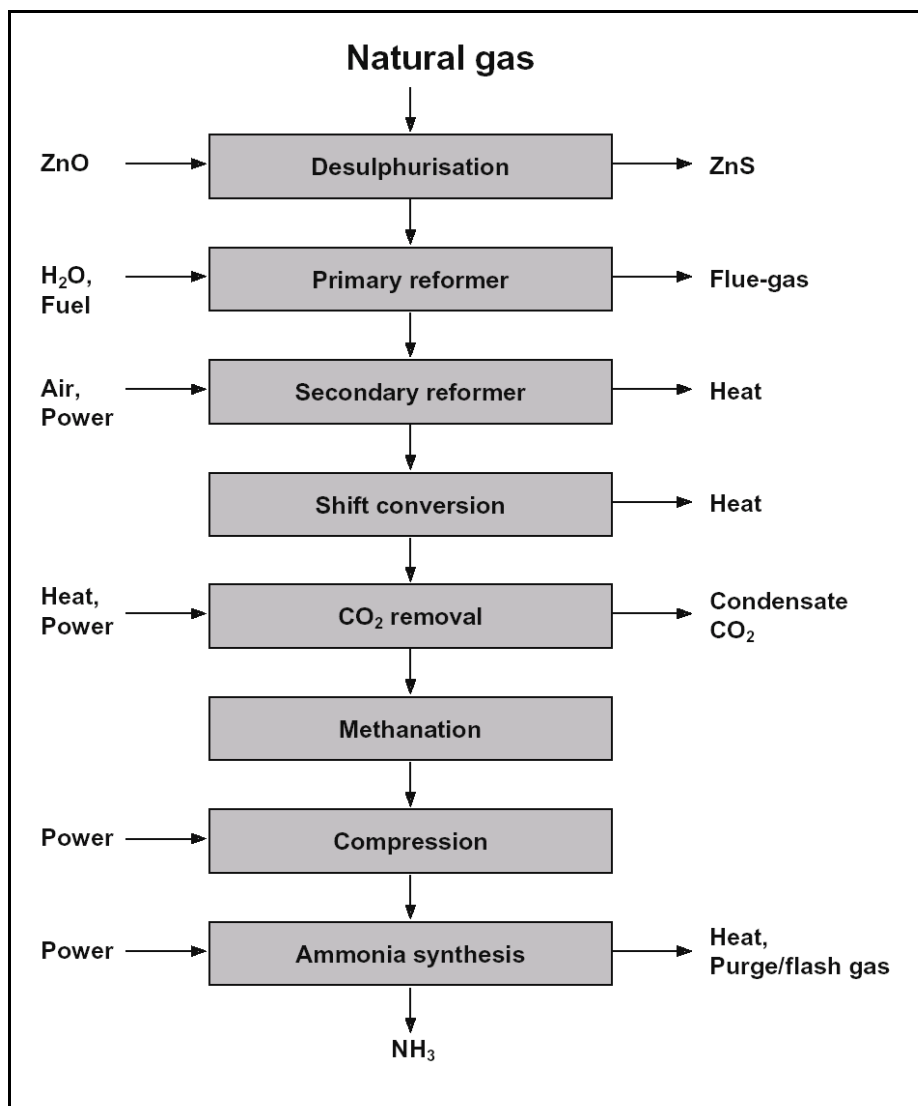 Natural gas
ZnO
Desulphurisation
ZnS
H₂O,
Fuel
Primary reformer
Flue-gas
Air,
Power
Secondary reformer
Heat
Shift conversion
Heat
Heat,
Power
CO₂ removal
Condensate
CO₂
Methanation
Power
Compression
Power
Ammonia synthesis
Heat,
Purge/flash gas
NH₃